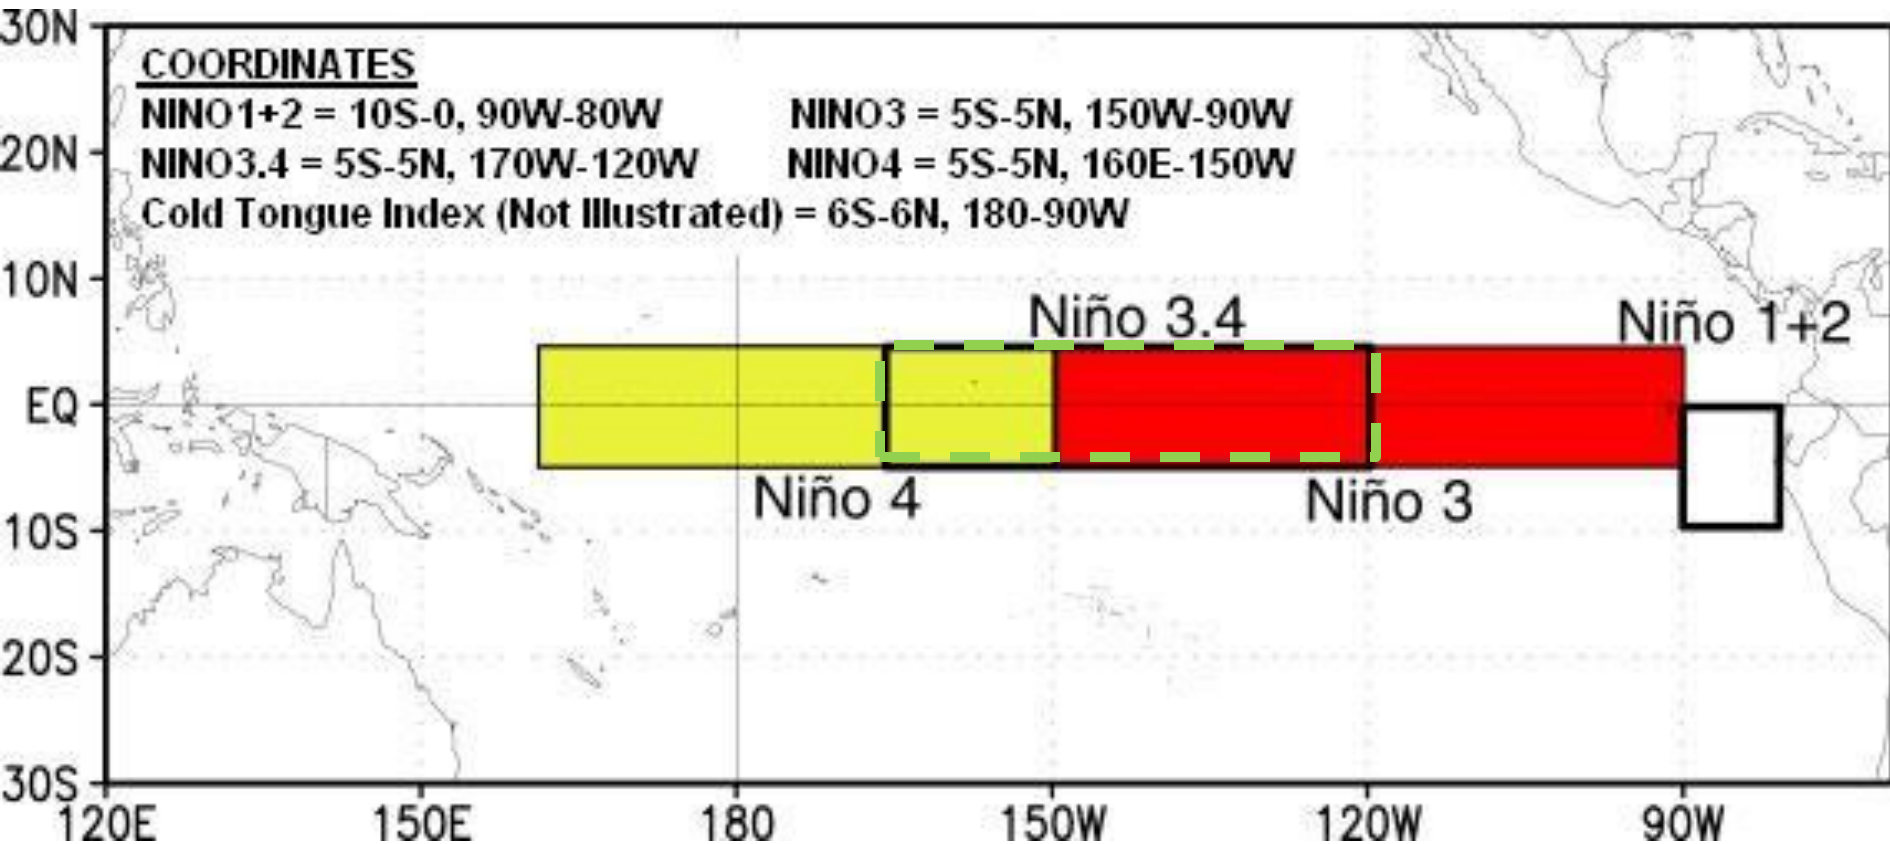 30N
COORDINATES
NINO1+2 = 10S-0, 90W-80W NINO3 = 5S-5N, 150W-90W
20N
NINO3.4 = 5S-5N, 170W-120W NINO4 = 5S-5N, 160E-150W
Cold Tongue Index (Not Illustrated) = 6S-6N, 180-90W
10N
Niño 3.4 Niño 1+2
EQ
Niño 4 Niño 3
10S
20S
30S
120E 150E 180 150W 120W 90W